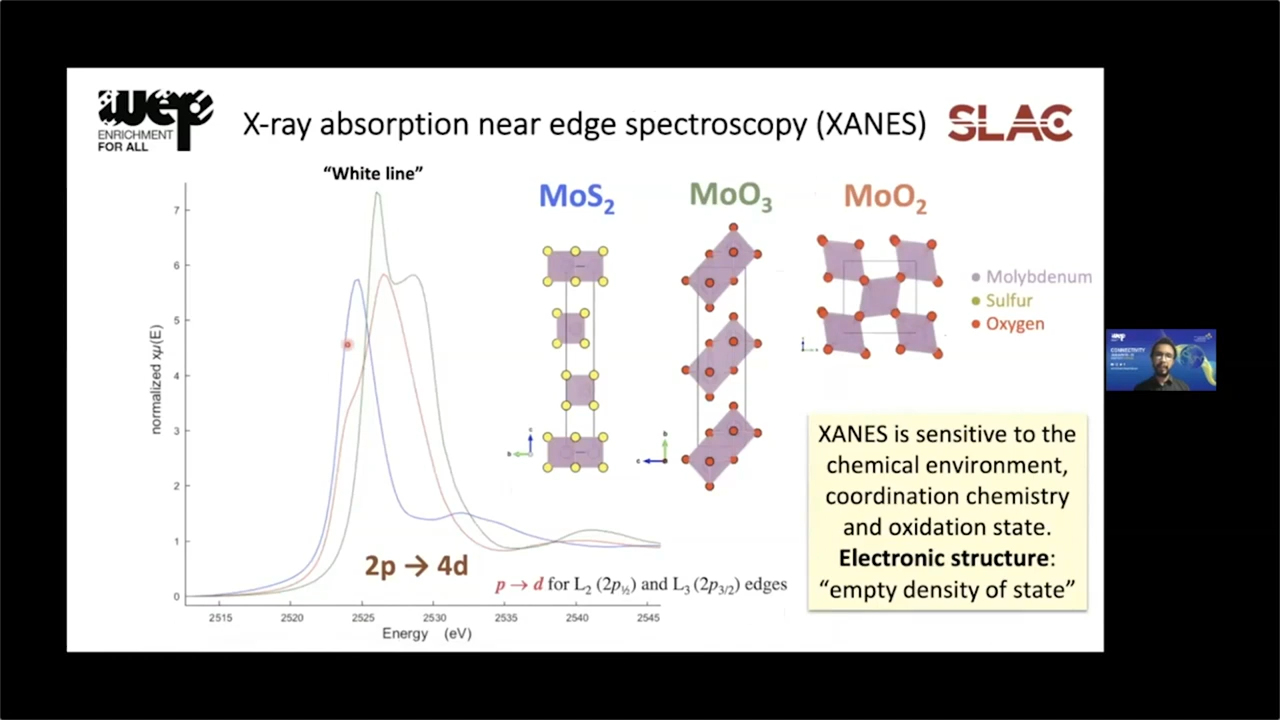 iuep
ENRICHMENT
FOR ALL
X-ray absorption near edge spectroscopy (XANES)
SLAC
“White line”
7
6
5
4
3
2
1
0
normalized xμ(E)
2515
2520
2525
2530
2535
2540
2545
Energy (eV)
2p → 4d
p → d for L2 (2p½) and L3 (2p3/2) edges
MoS2
MoO3
MoO2
c
b
b
c
Molybdenum
Sulfur
Oxygen
XANES is sensitive to the
chemical environment,
coordination chemistry
and oxidation state.
Electronic structure:
“empty density of state”
CONNECTIVITY